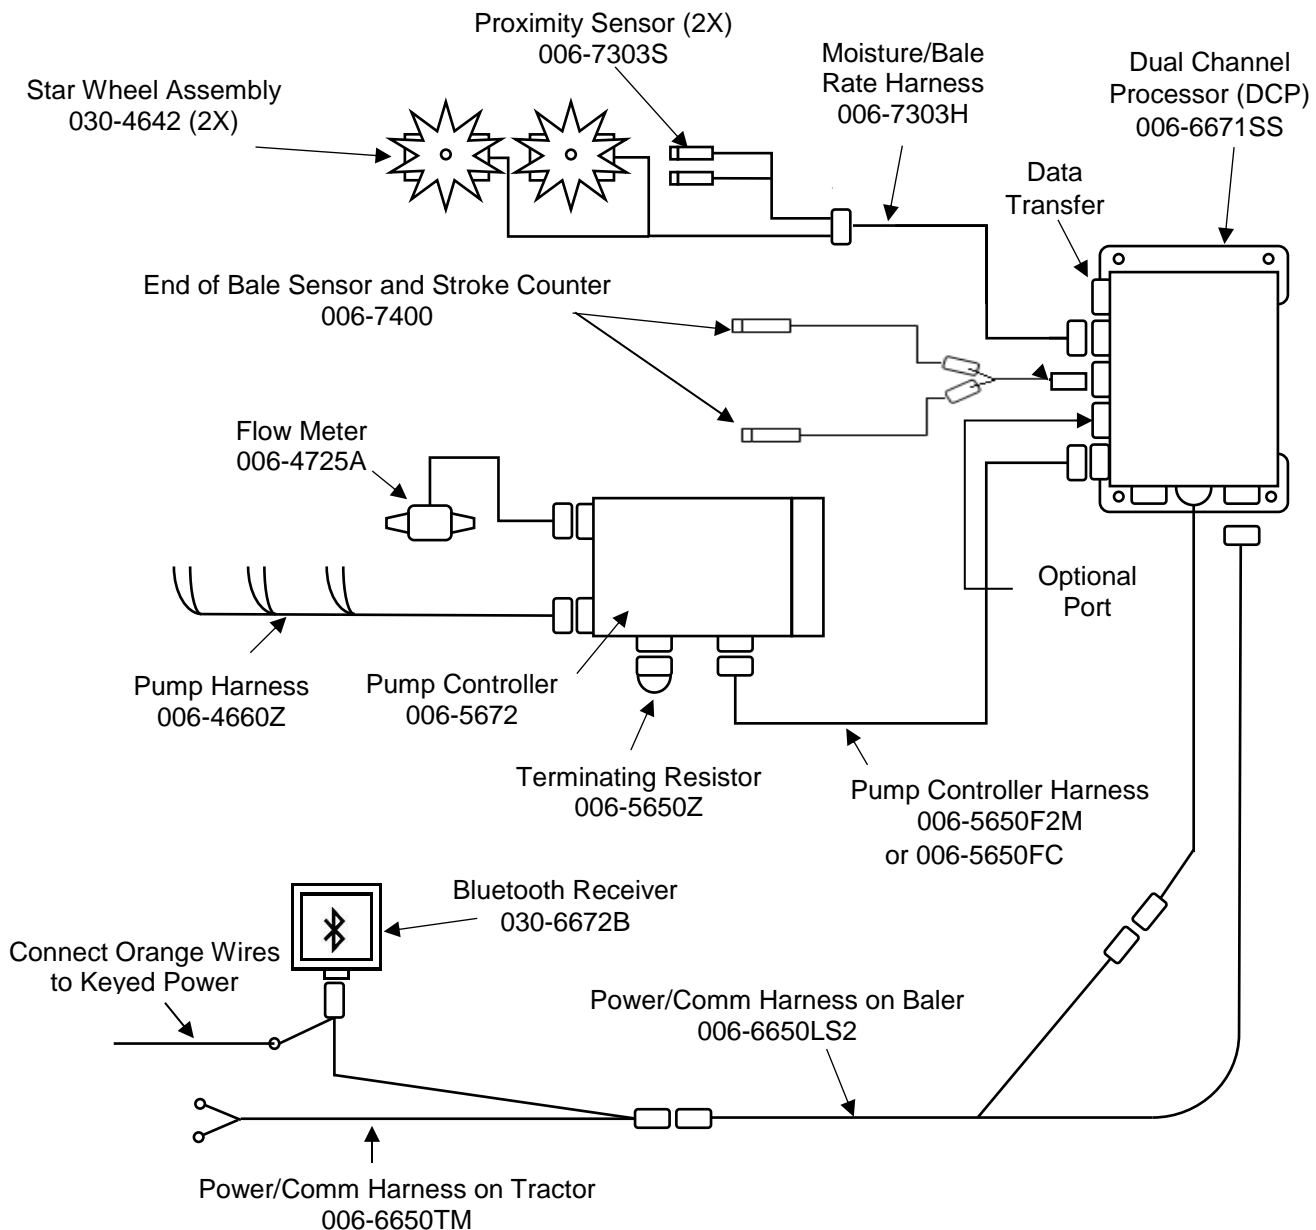 Proximity Sensor (2X)
006-7303S
Star Wheel Assembly
030-4642 (2X)
Moisture/Bale
Rate Harness
006-7303H
Dual Channel
Processor (DCP)
006-6671SS
Data
Transfer
End of Bale Sensor and Stroke Counter
006-7400
Flow Meter
006-4725A
Optional
Port
Pump Harness
006-4660Z
Pump Controller
006-5672
Terminating Resistor
006-5650Z
Pump Controller Harness
006-5650F2M
or 006-5650FC
Bluetooth Receiver
030-6672B
Connect Orange Wires
to Keyed Power
Power/Comm Harness on Baler
006-6650LS2
Power/Comm Harness on Tractor
006-6650TM